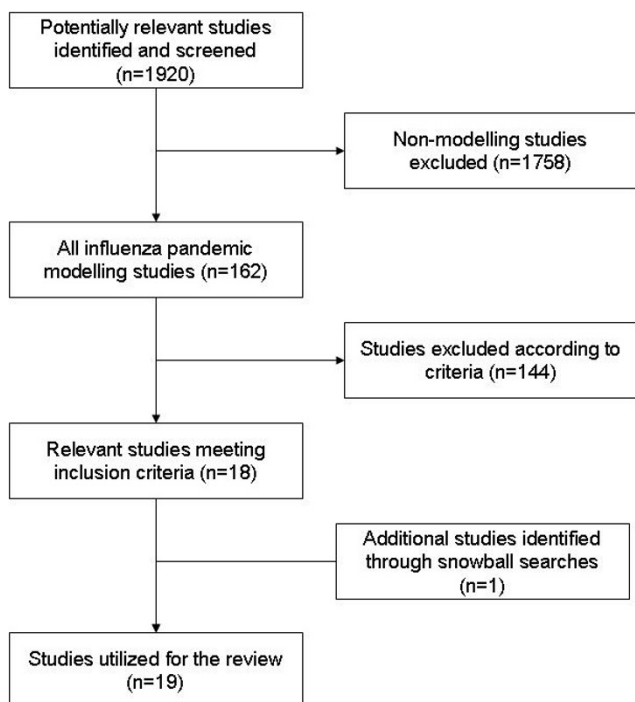 Potentially relevant studies
identified and screened
(n=1920)
Non-modelling studies
excluded (n=1758)
All influenza pandemic
modelling studies (n=162)
Studies excluded according to
criteria (n=144)
Relevant studies meeting
inclusion criteria (n=18)
Additional studies identified
through snowball searches
(n=1)
Studies utilized for the review
(n=19)